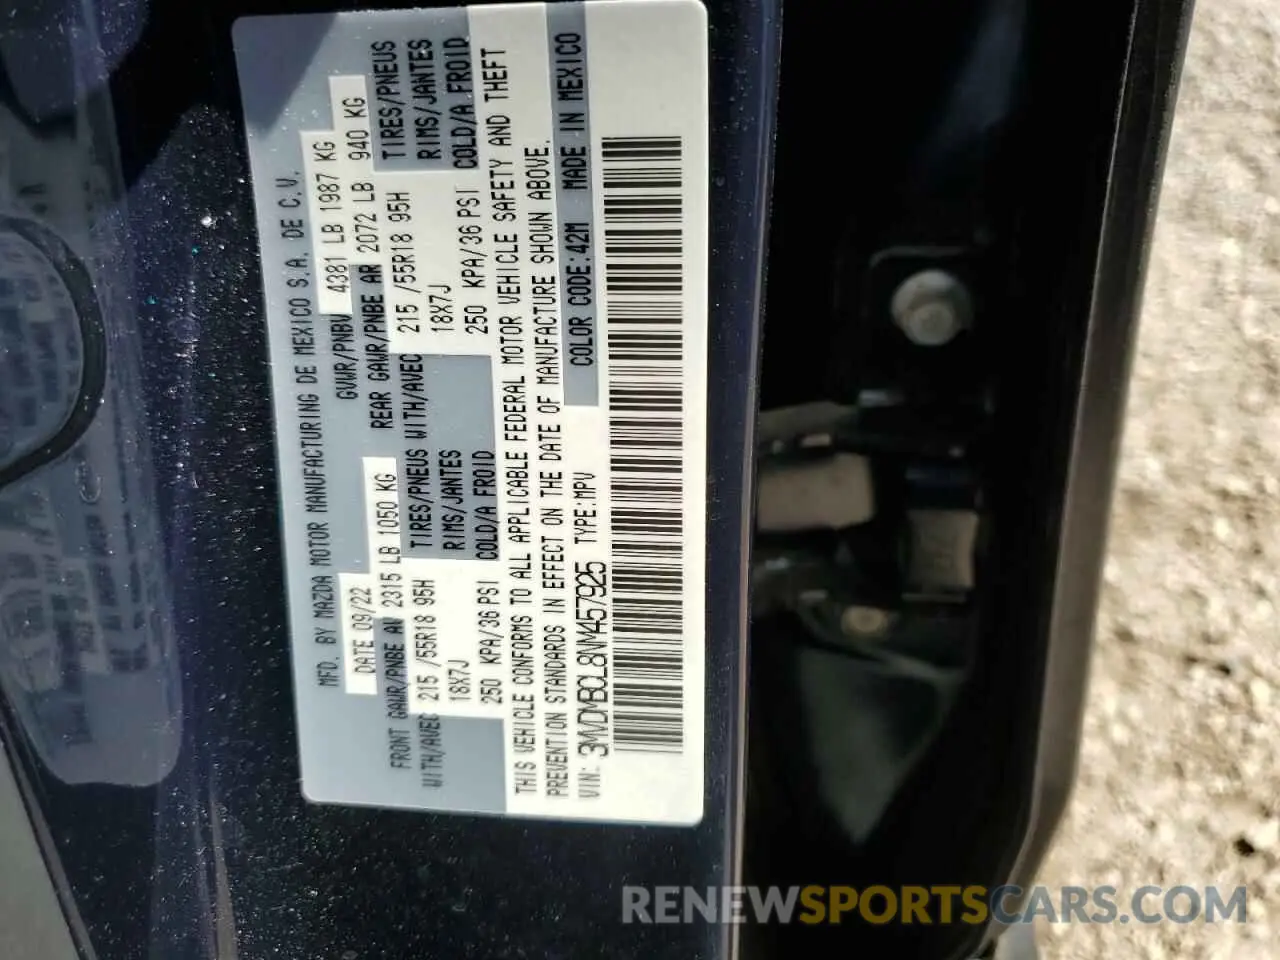 MFD. BY MAZDA MOTOR MANUFACTURING DE MEXICO S.A. DE C.V.
DATE 09/22 GVWR/PNBV 4381 LB 1987 KG
FRONT GAWR/PNBE AV 2315 LB 1050 KG REAR GAWR/PNBE AR 2072 LB 940 KG
WITH/AVEC 215 /55R18 95H TIRES/PNEUS WITH/AVEC 215 /55R18 95H TIRES/PNEUS
18X7J RIMS/JANTES 18X7J RIMS/JANTES
250 KPA/36 PSI COLD/A FROID 250 KPA/36 PSI COLD/A FROID
THIS VEHICLE CONFORMS TO ALL APPLICABLE FEDERAL MOTOR VEHICLE SAFETY AND THEFT
PREVENTION STANDARDS IN EFFECT ON THE DATE OF MANUFACTURE SHOWN ABOVE.
COLOR CODE:42M MADE IN MEXICO
VIN: 3MVDMBCL8NM457925 TYPE:MPV
RENEWSPORTSCARS.COM